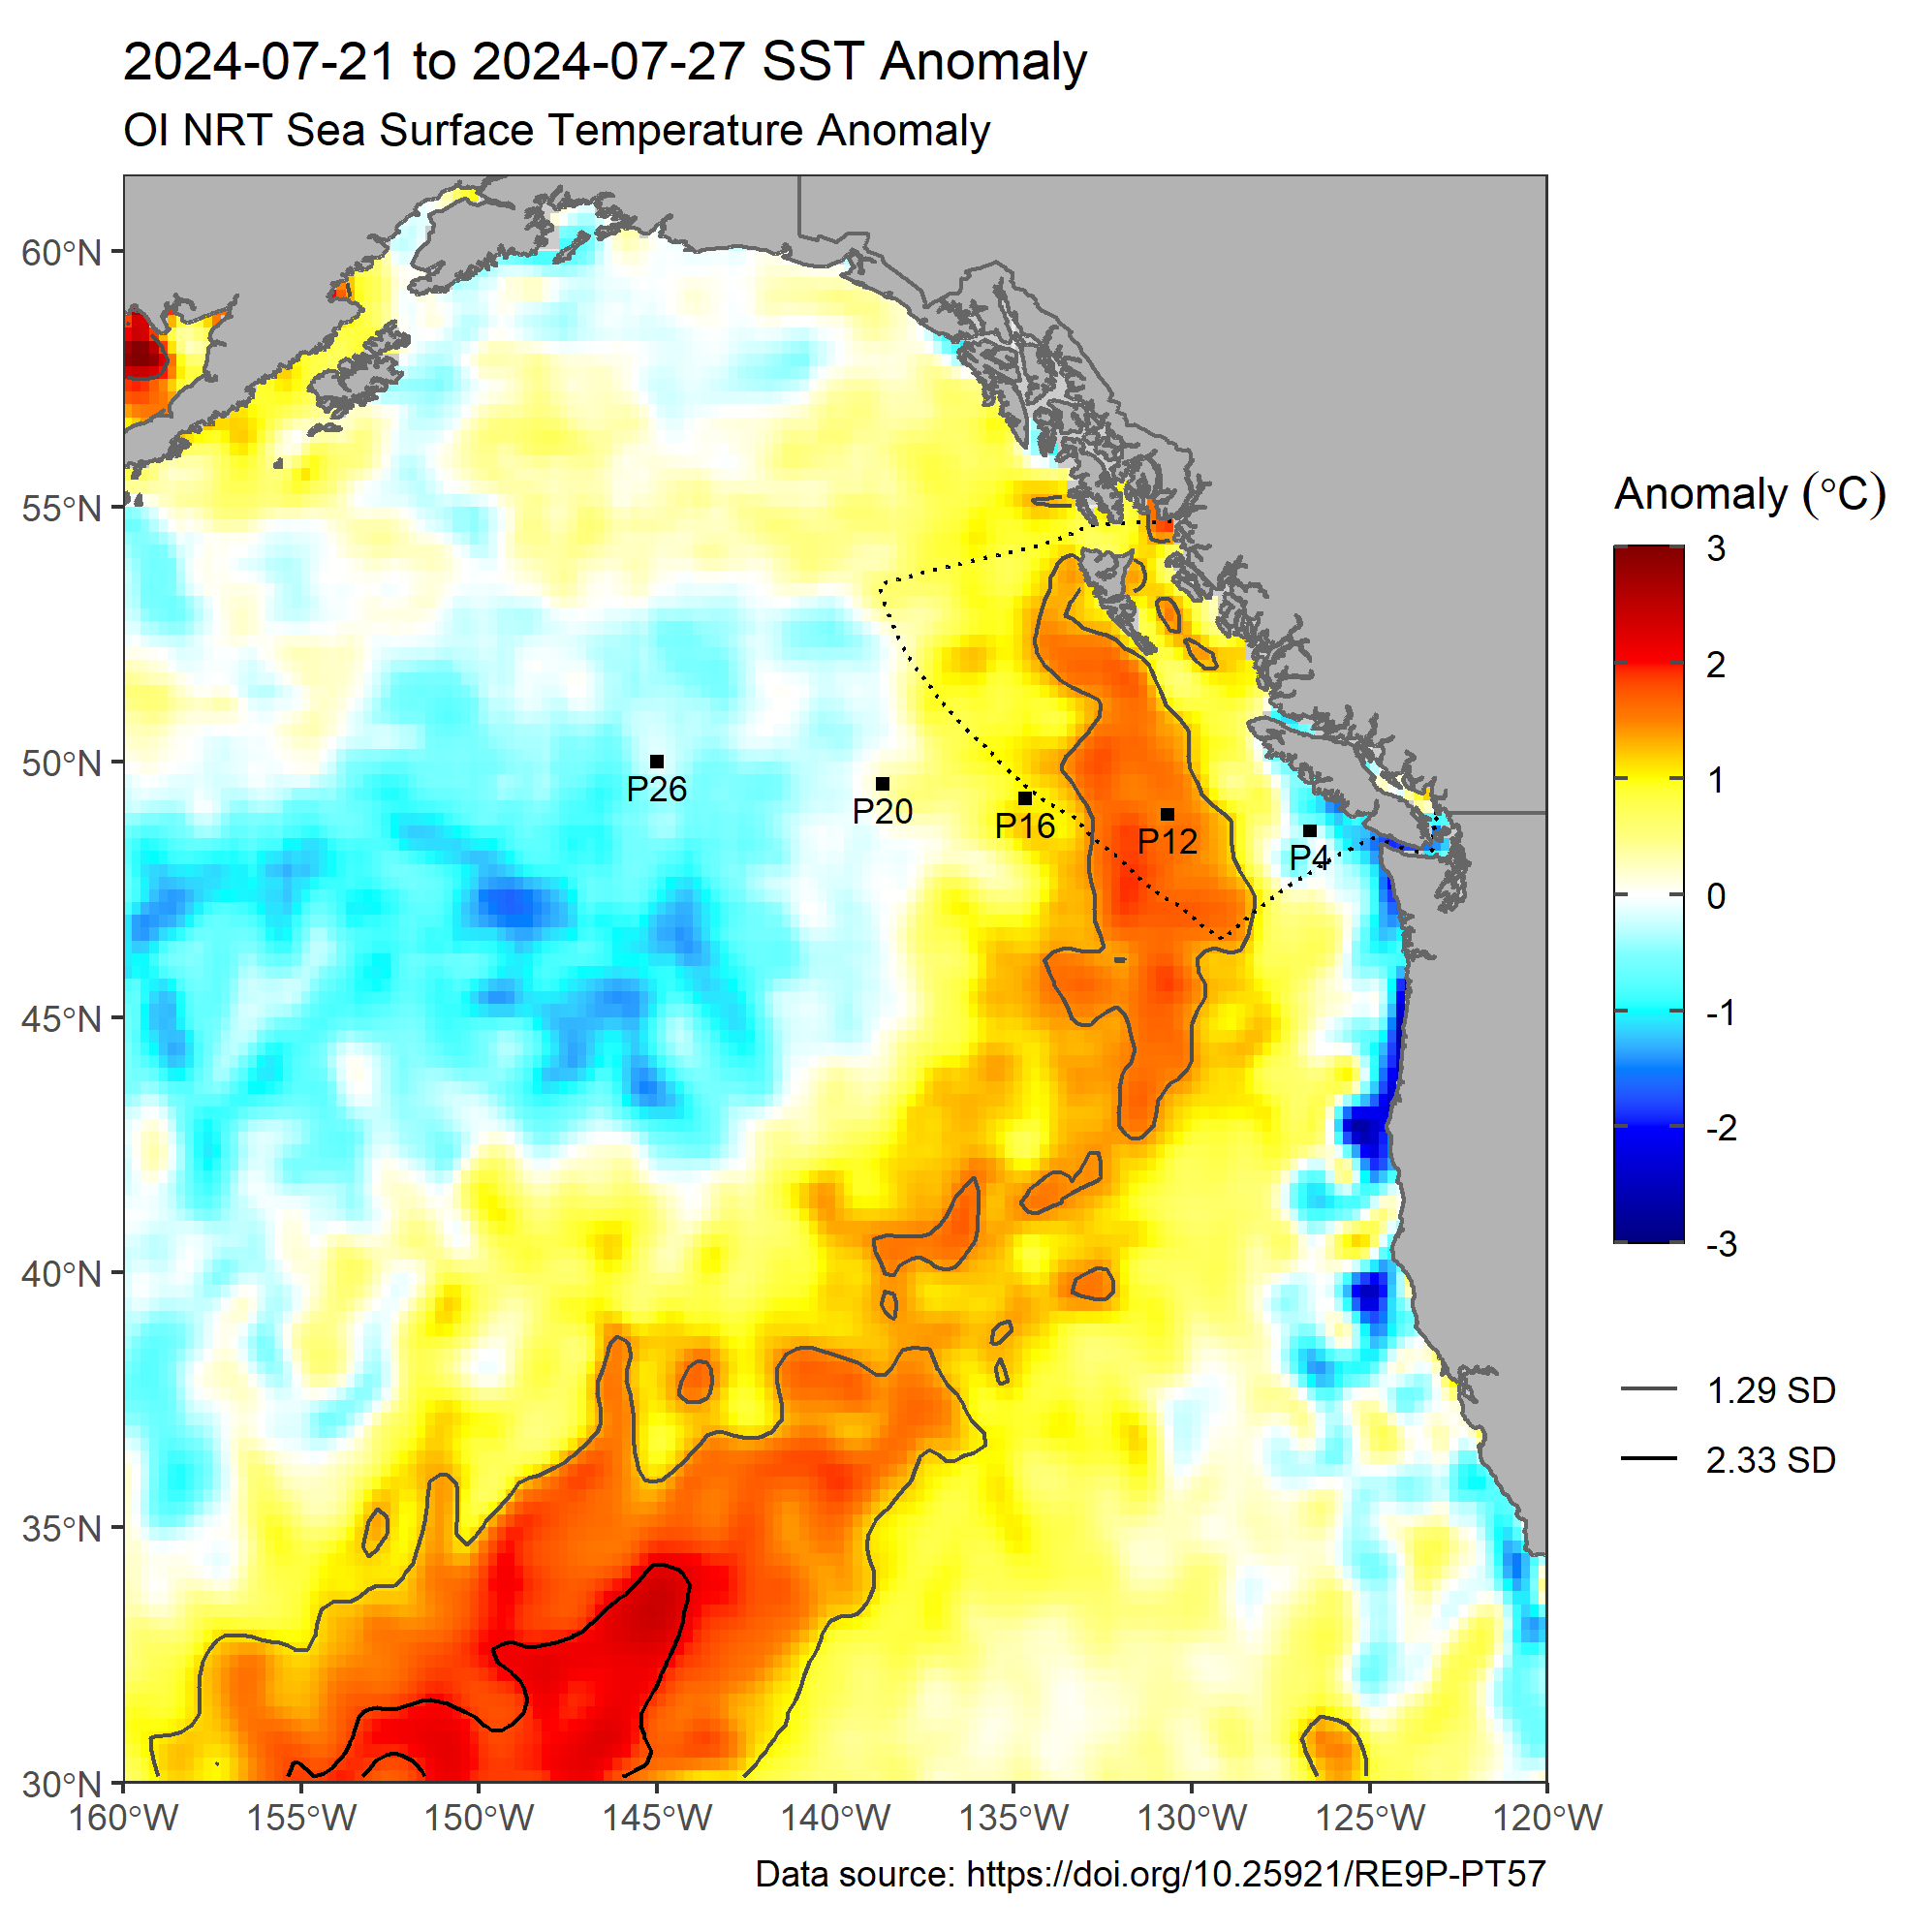 2024-07-21 to 2024-07-27 SST Anomaly
OI NRT Sea Surface Temperature Anomaly
60°N
55°N
50°N
45°N
40°N
35°N
30°N
P26
P20
P16
P12
P4
160°W
155°W
150°W
145°W
140°W
135°W
130°W
125°W
120°W
Anomaly (°C)
3
2
1
0
-1
-2
-3
1.29 SD
2.33 SD
Data source: https://doi.org/10.25921/RE9P-PT57